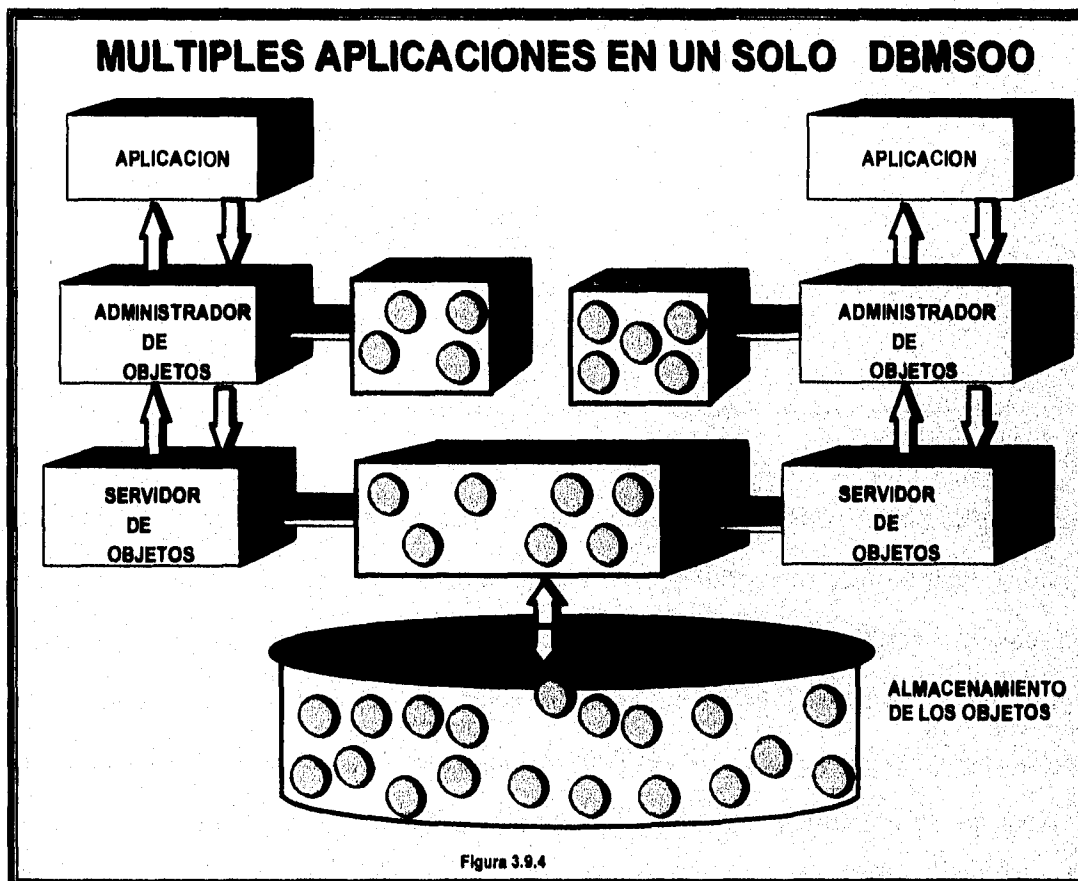 MULTIPLES APLICACIONES EN UN SOLO DBMSOO
APLICACION
APLICACION
ADMINISTRADOR
DE
OBJETOS
ADMINISTRADOR
DE
OBJETOS
SERVIDOR
DE
OBJETOS
SERVIDOR
DE
OBJETOS
ALMACENAMIENTO
DE LOS OBJETOS
Figura 3.9.4